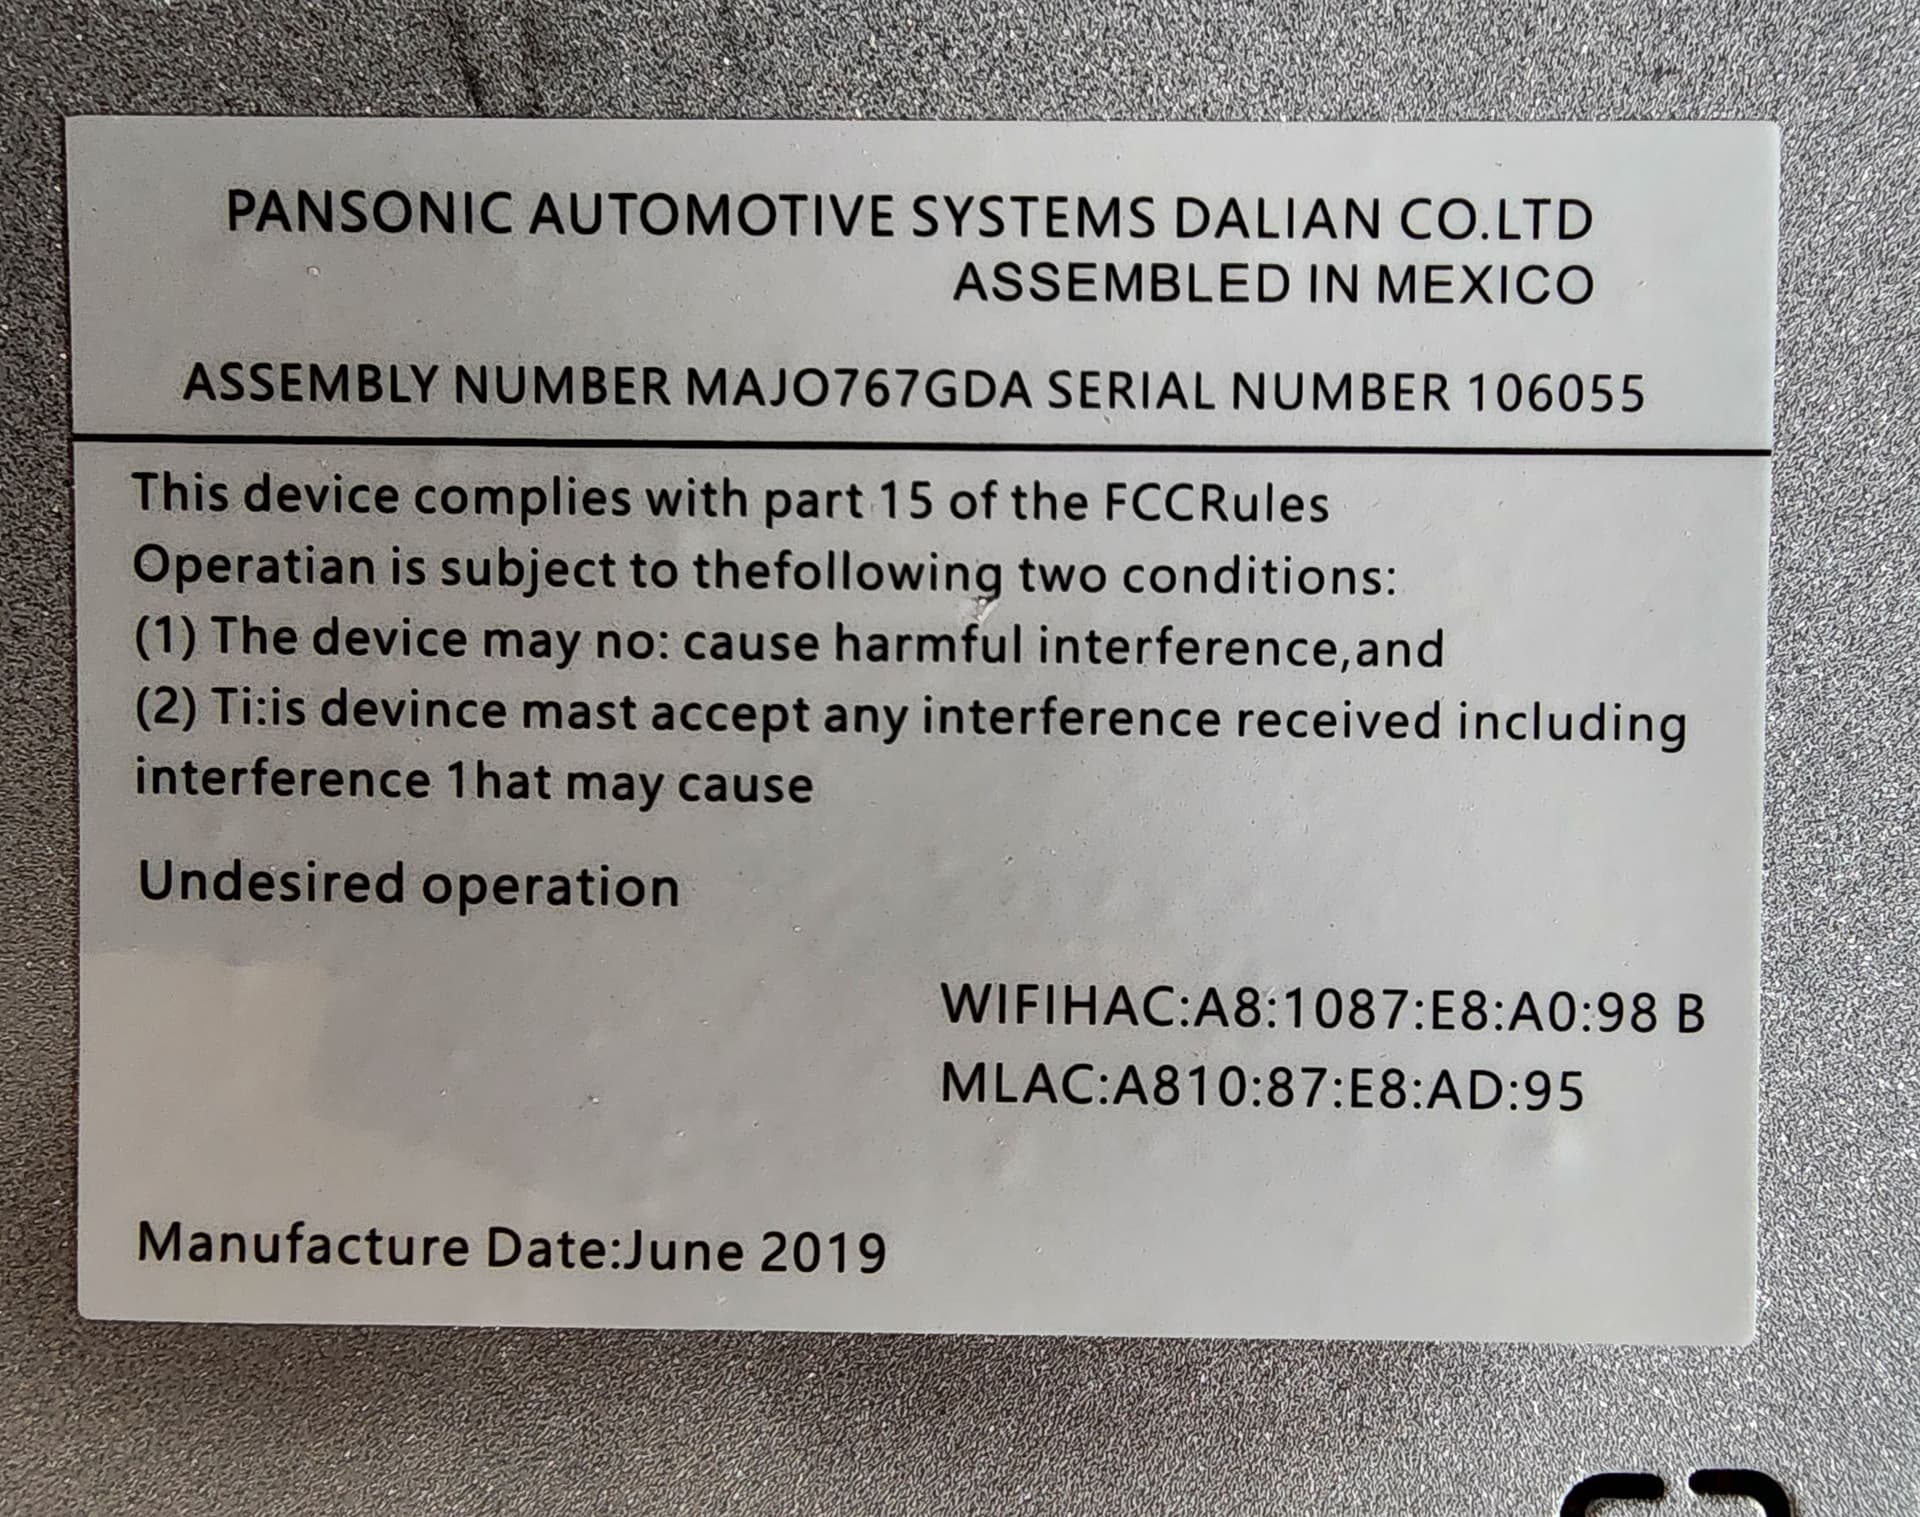 PANSONIC AUTOMOTIVE SYSTEMS DALIAN CO.LTD
ASSEMBLED IN MEXICO
ASSEMBLY NUMBER MAJO767GDA SERIAL NUMBER 106055
This device complies with part 15 of the FCCRules
Operatian is subject to thefollowing two conditions:
(1) The device may no: cause harmful interference,and
(2) Ti:is devince mast accept any interference received including
interference 1hat may cause
Undesired operation
WIFIHAC:A8:1087:E8:A0:98 B
MLAC:A810:87:E8:AD:95
Manufacture Date:June 2019